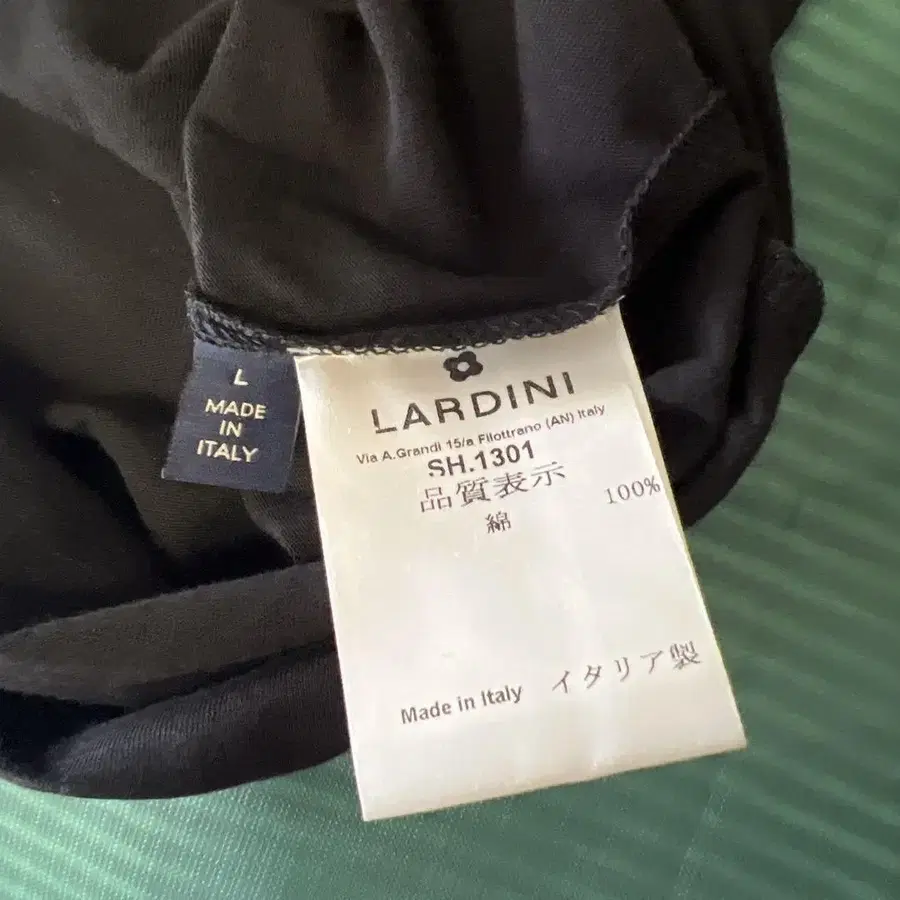 L
MADE
IN
ITALY
LARDINI
Via A.Grandi 15/a Filottrano (AN) Italy
SH.1301
品質表示
綿 100%
Made in Italy イタリア製